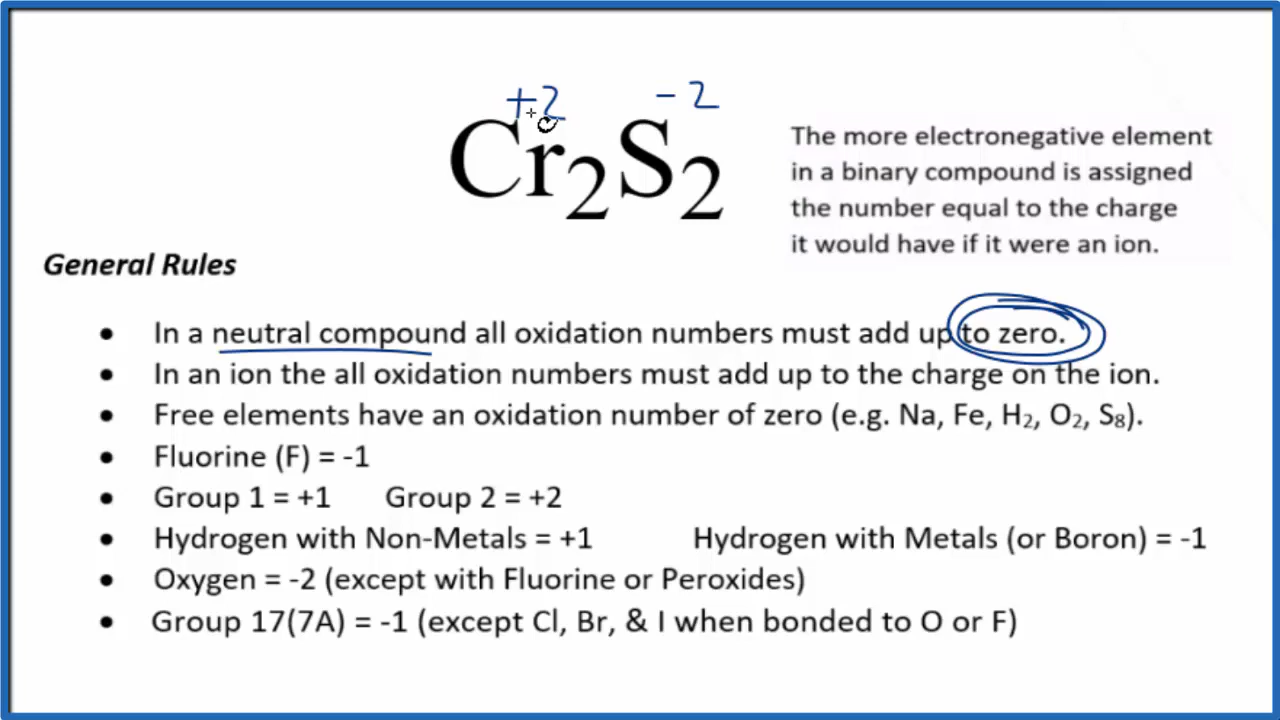 +2 -2
Cr₂S₂
The more electronegative element
in a binary compound is assigned
the number equal to the charge
it would have if it were an ion.
General Rules
• In a neutral compound all oxidation numbers must add up to zero.
• In an ion the all oxidation numbers must add up to the charge on the ion.
• Free elements have an oxidation number of zero (e.g. Na, Fe, H₂, O₂, S₈).
• Fluorine (F) = -1
• Group 1 = +1 Group 2 = +2
• Hydrogen with Non-Metals = +1 Hydrogen with Metals (or Boron) = -1
• Oxygen = -2 (except with Fluorine or Peroxides)
• Group 17(7A) = -1 (except Cl, Br, & I when bonded to O or F)